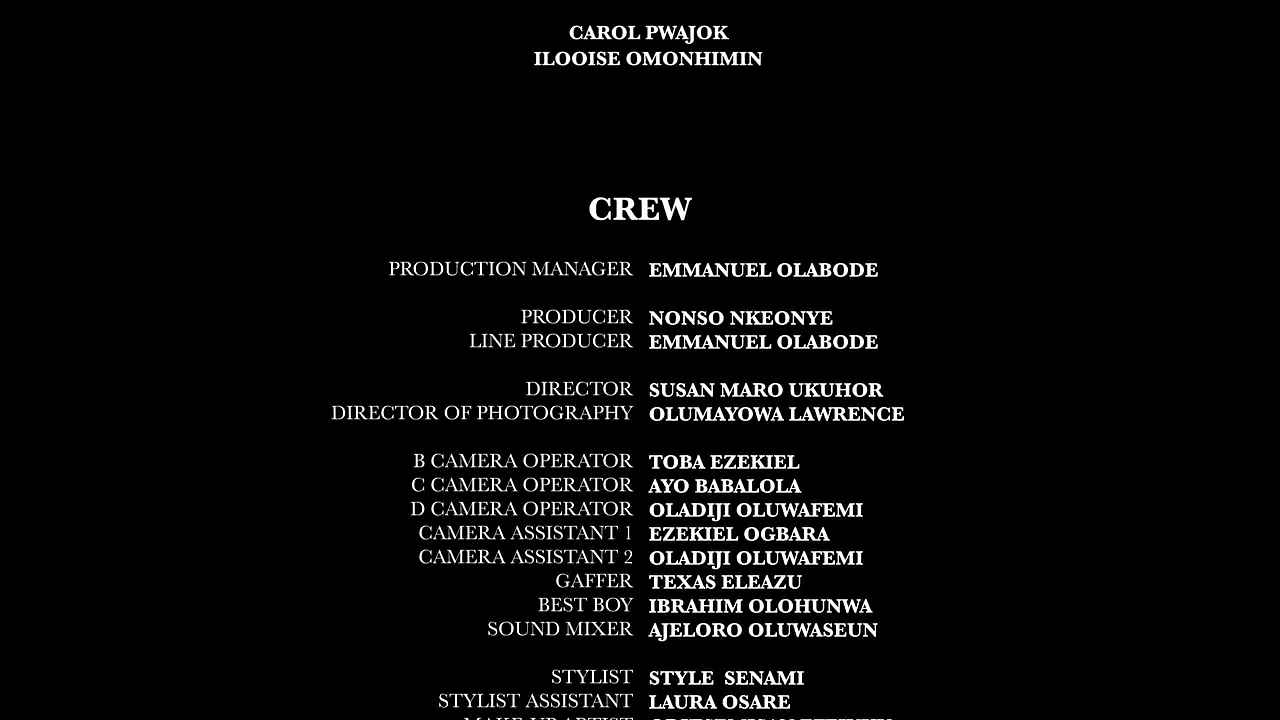 CAROL PWAJOK
ILOOISE OMONHIMIN
CREW
PRODUCTION MANAGER EMMANUEL OLABODE
PRODUCER NONSO NKEONYE
LINE PRODUCER EMMANUEL OLABODE
DIRECTOR SUSAN MARO UKUHOR
DIRECTOR OF PHOTOGRAPHY OLUMAYOWA LAWRENCE
B CAMERA OPERATOR TOBA EZEKIEL
C CAMERA OPERATOR AYO BABALOLA
D CAMERA OPERATOR OLADIJI OLUWAFEMI
CAMERA ASSISTANT 1 EZEKIEL OGBARA
CAMERA ASSISTANT 2 OLADIJI OLUWAFEMI
GAFFER TEXAS ELEAZU
BEST BOY IBRAHIM OLOHUNWA
SOUND MIXER AJELORO OLUWASEUN
STYLIST STYLE SENAMI
STYLIST ASSISTANT LAURA OSARE
MAKE UP ARTIST